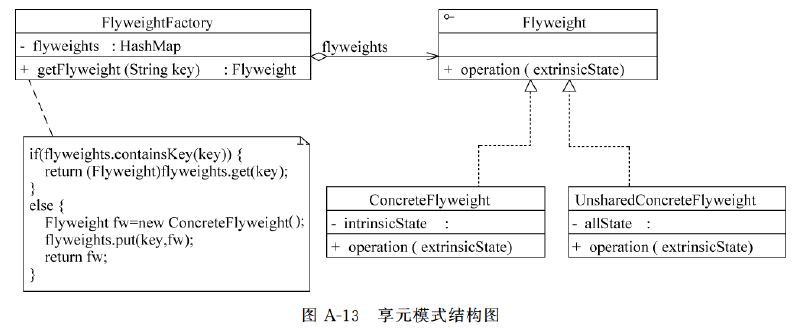 FlyweightFactory
- flyweights : HashMap
+ getFlyweight (String key) : Flyweight
flyweights
Flyweight
+ operation ( extrinsicState)
if(flyweights.containsKey(key)) {
return (Flyweight)flyweights.get(key);
}
else {
Flyweight fw=new ConcreteFlyweight();
flyweights.put(key,fw);
return fw;
}
ConcreteFlyweight
- intrinsicState :
+ operation ( extrinsicState)
UnsharedConcreteFlyweight
- allState :
+ operation ( extrinsicState)
图 A-13 享元模式结构图